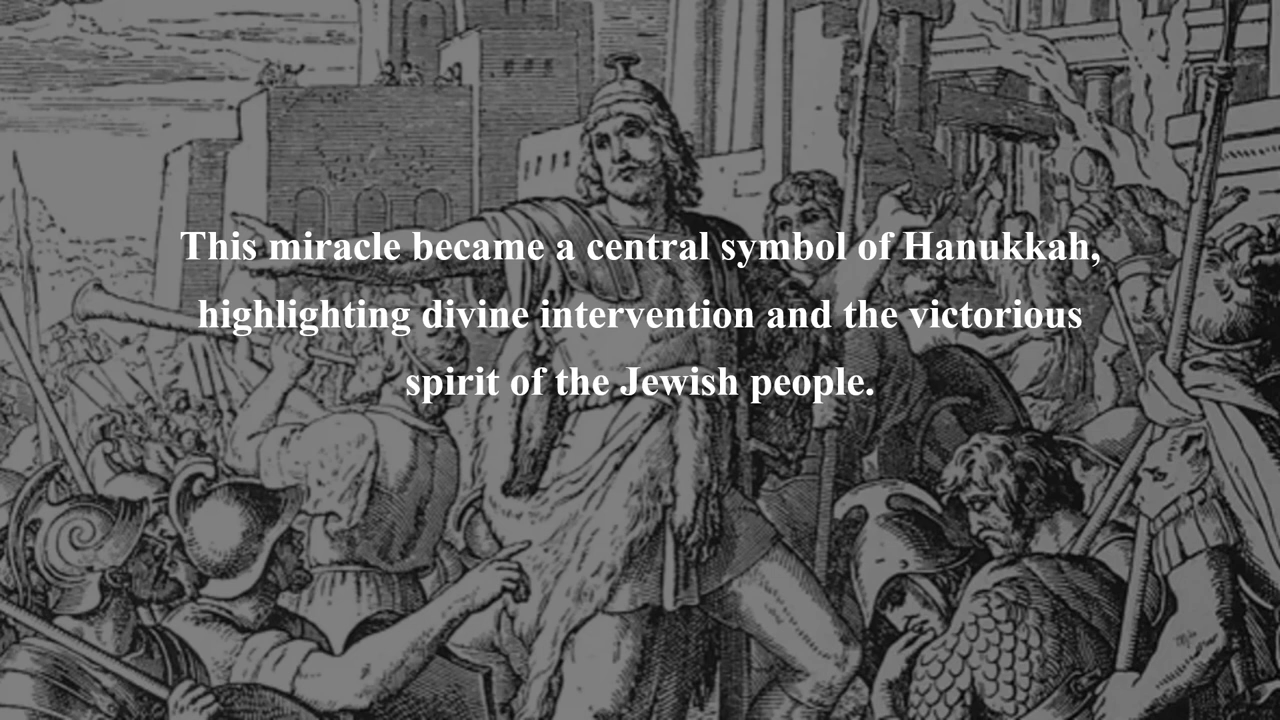 This miracle became a central symbol of Hanukkah,
highlighting divine intervention and the victorious
spirit of the Jewish people.